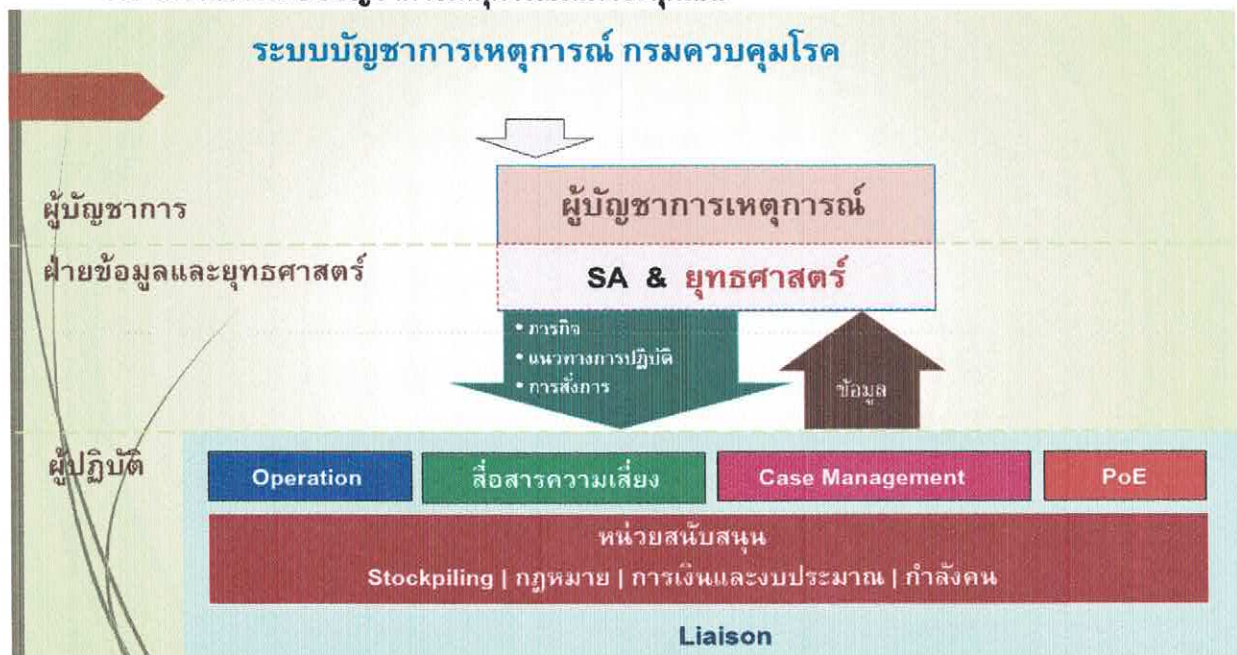 ระบบบัญชาการเหตุการณ์ กรมควบคุมโรค
ผู้บัญชาการ
ผู้บัญชาการเหตุการณ์
ฝ่ายข้อมูลและยุทธศาสตร์
SA & ยุทธศาสตร์
• ภารกิจ
• แนวทางการปฏิบัติ
• การสั่งการ
ข้อมูล
ผู้ปฏิบัติ
Operation
สื่อสารความเสี่ยง
Case Management
PoE
หน่วยสนับสนุน
Stockpiling | กฎหมาย | การเงินและงบประมาณ | กำลังคน
Liaison